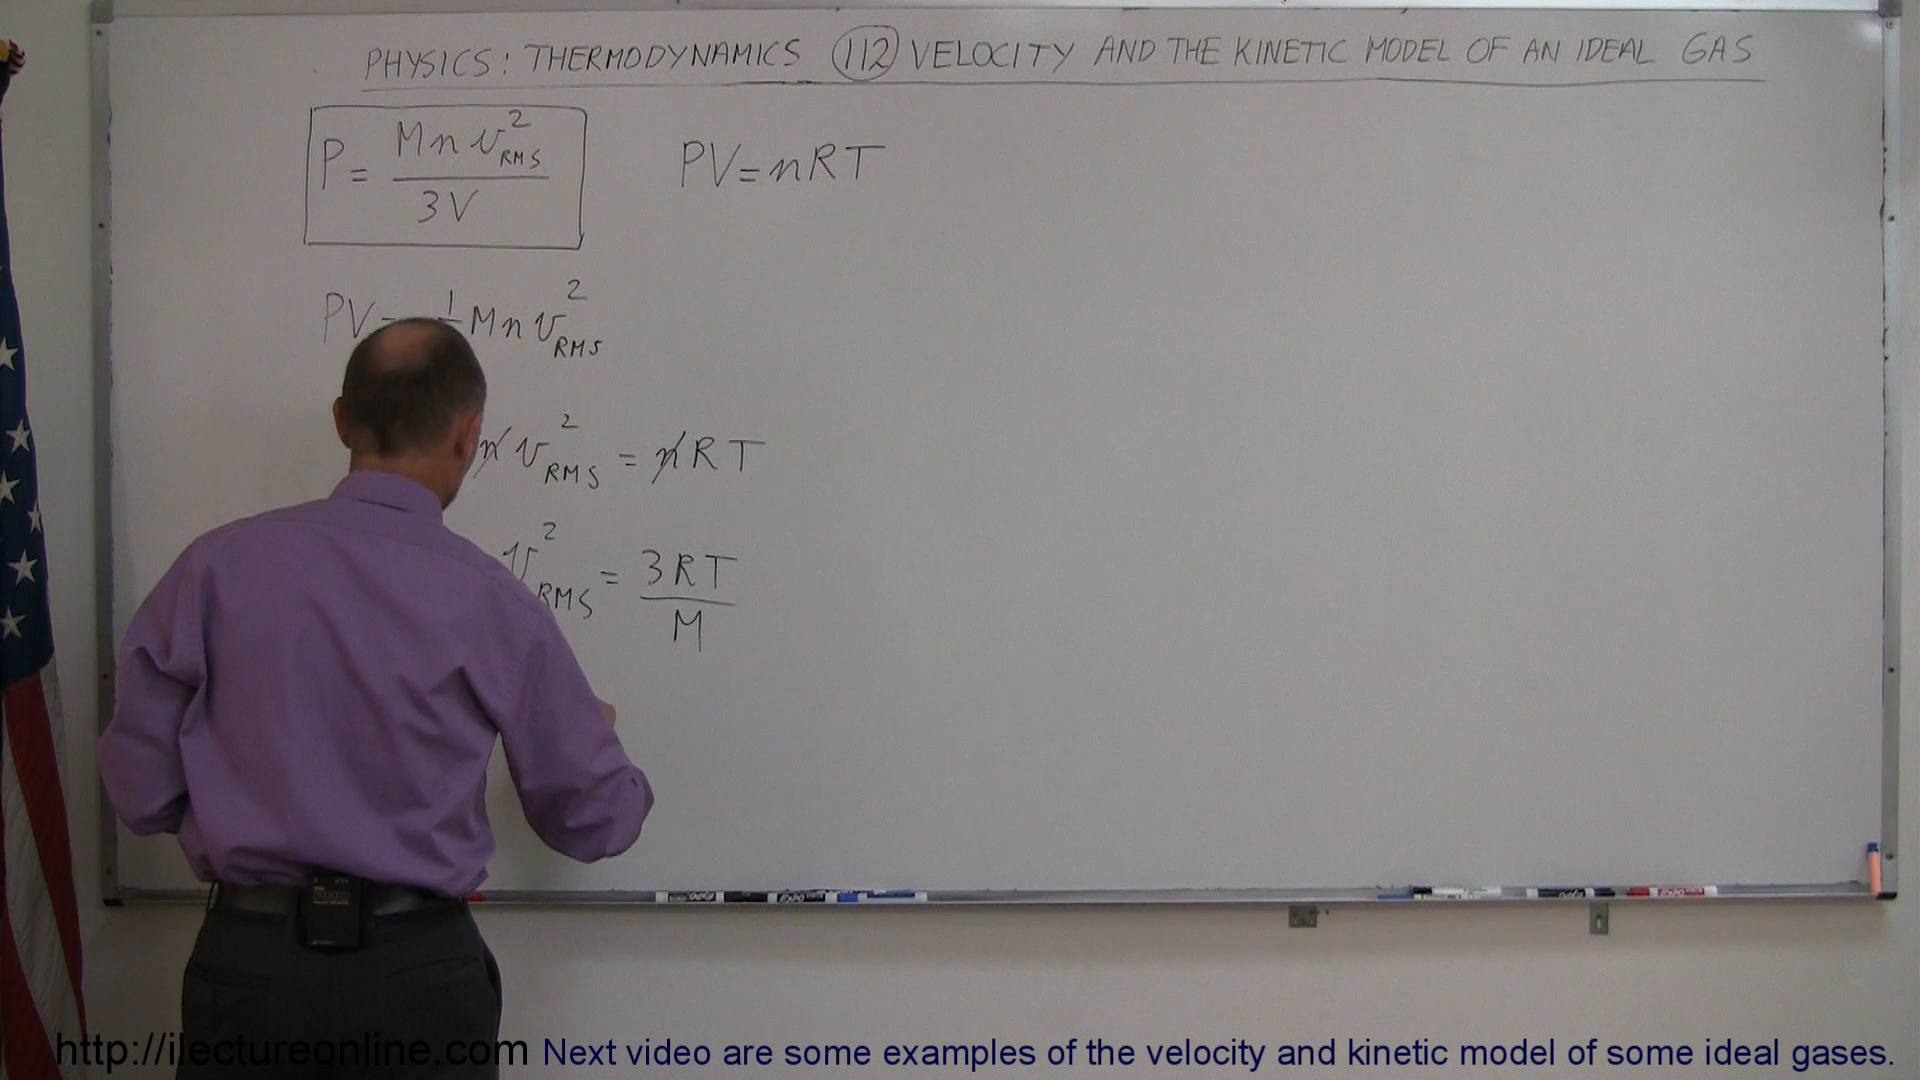 PHYSICS: THERMODYNAMICS 112 VELOCITY AND THE KINETIC MODEL OF AN IDEAL GAS
P = Mnv²RMS / 3V
PV = nRT
PV = 1 Mnv²RMS
nv²RMS = nRT
v²RMS = 3RT / M
http://ilectureonline.com Next video are some examples of the velocity and kinetic model of some ideal gases.